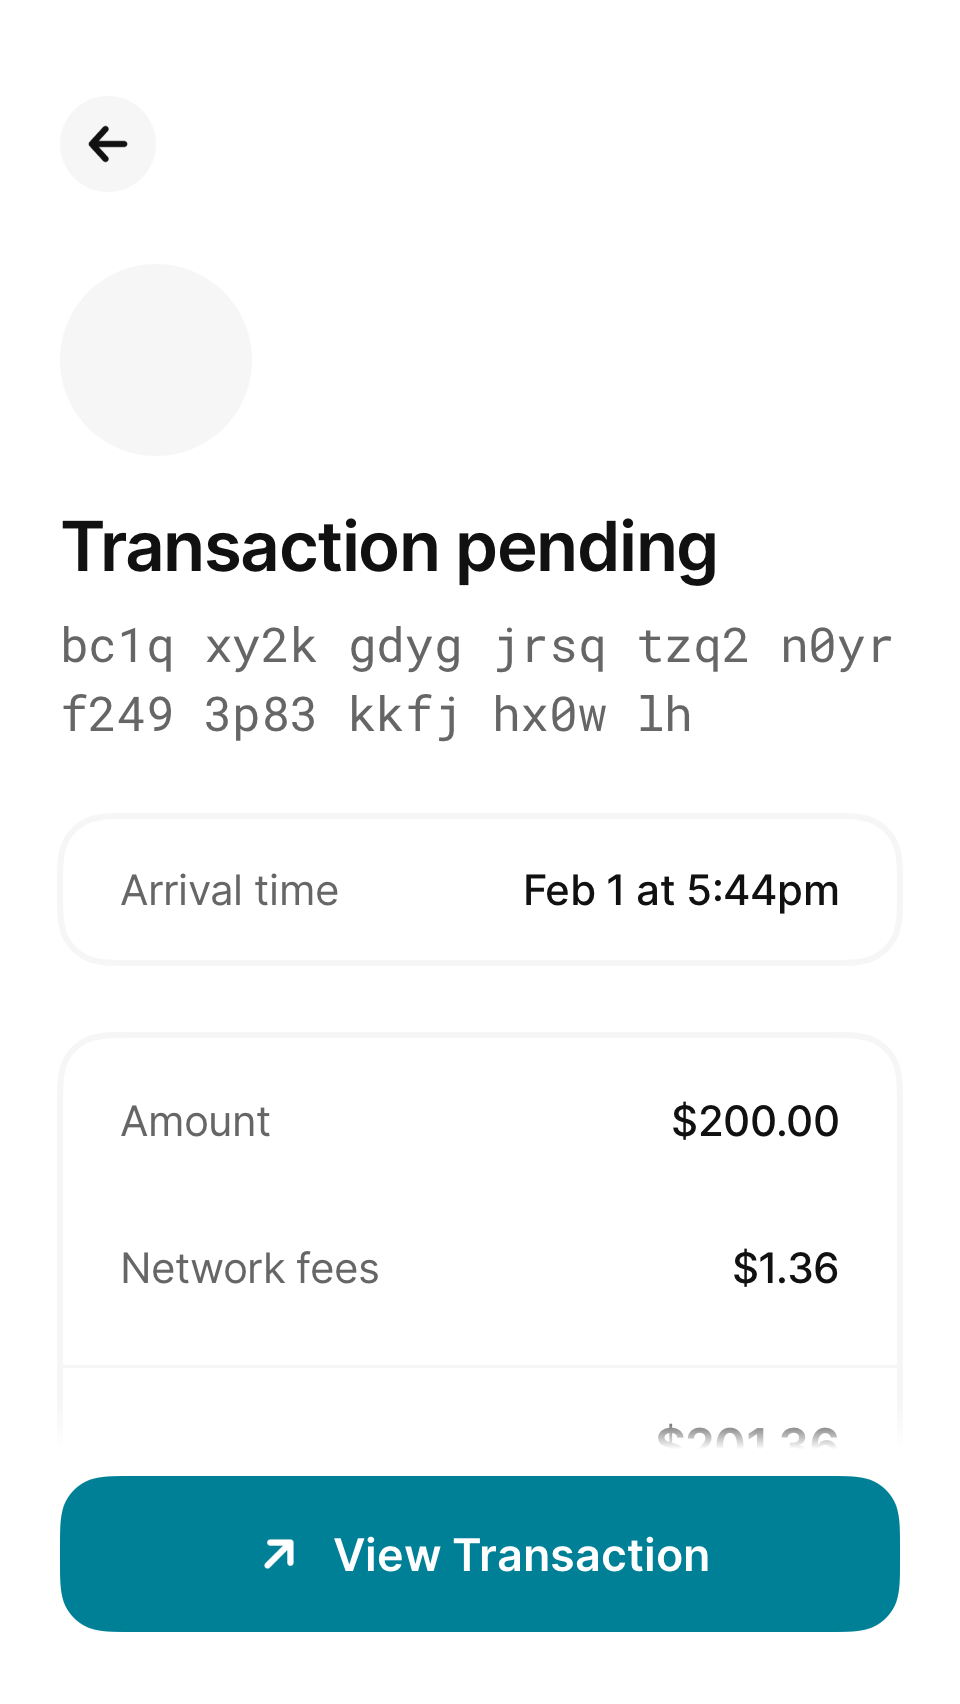 Transaction pending
bc1q xy2k gdyg jrsq tzq2 n0yr
f249 3p83 kkfj hx0w lh
Arrival time Feb 1 at 5:44pm
Amount $200.00
Network fees $1.36
$201.36
View Transaction